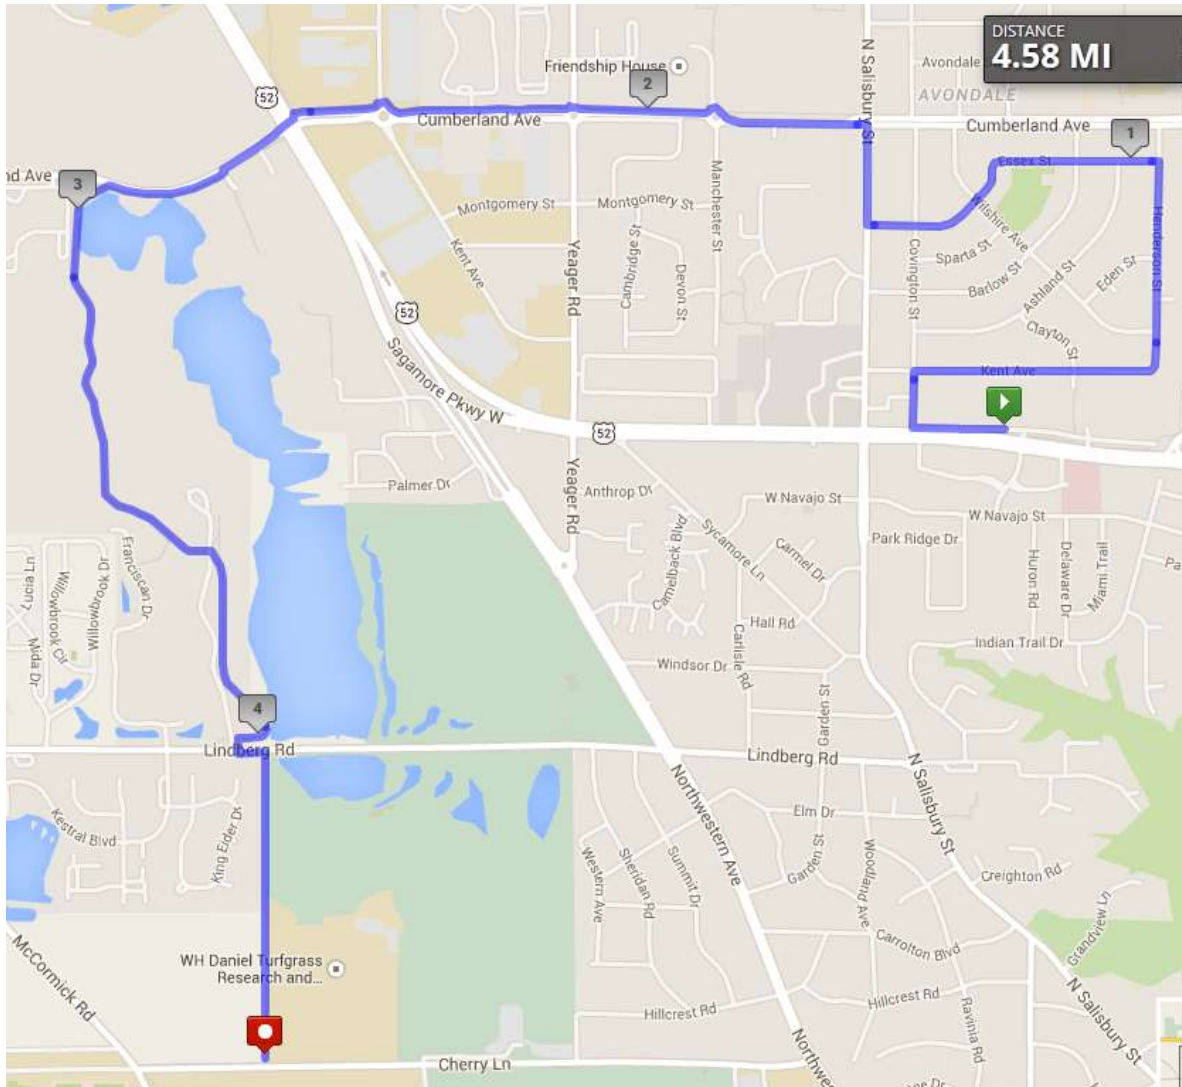 DISTANCE
4.58 MI
N Salisbury St
Friendship House
Avondale
AVONDALE
52
2
1
Cumberland Ave
Cumberland Ave
Essex St
nd Ave
3
Montgomery St
Montgomery St
Manchester St
Wilshire Ave
Henderson St
Kent Ave
Yeager Rd
Cambridge St
Devon St
Covington St
Sparta St
Barlow St
Ashland St
Eden St
52
Clayton St
Sagamore Pkwy W
Kent Ave
52
Yeager Rd
Palmer Dr
Anthrop Dr
W Navajo St
W Navajo St
Sycamore Ln
Camelback Blvd
Carmel Dr
Park Ridge Dr
Huron Rd
Delaware Dr
Miami Trail
Pa
Lucia Ln
Willowbrook Dr
Willowbrook Cir
Franciscan Dr
Mida Dr
Hall Rd
Carlisle Rd
Indian Trail Dr
Windsor Dr
Garden St
4
Lindberg Rd
Lindberg Rd
N Salisbury St
Northwestern Ave
Kestral Blvd
King Eider Dr
Elm Dr
Western Ave
Sheridan Rd
Summit Dr
Garden St
Woodland Ave
Creighton Rd
Grandview Ln
Carrolton Blvd
McCormick Rd
WH Daniel Turfgrass
Research and...
Hillcrest Rd
Hillcrest Rd
Ravinia Rd
N Salisbury St
Cherry Ln
Northwes